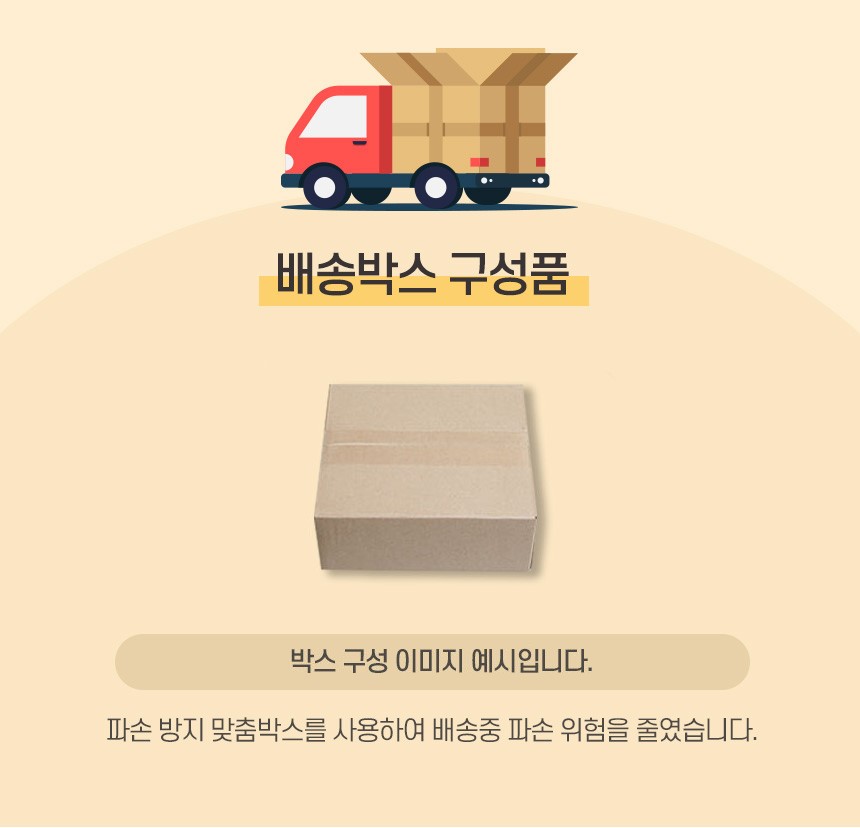 배송박스 구성품
박스 구성 이미지 예시입니다.
파손 방지 맞춤박스를 사용하여 배송중 파손 위험을 줄였습니다.